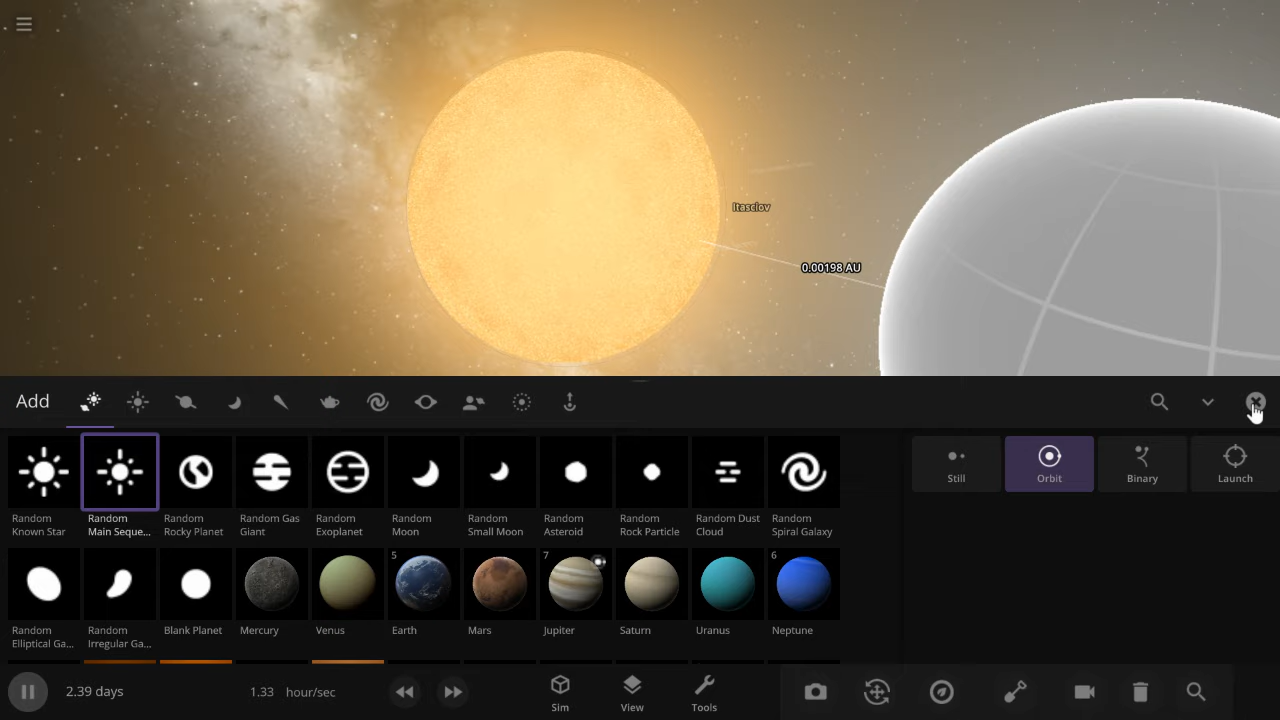 Itasciov
0.00198 AU
Add
Still
Orbit
Binary
Launch
Random Known Star
Random Main Seque...
Random Rocky Planet
Random Gas Giant
Random Exoplanet
Random Moon
Random Small Moon
Random Asteroid
Random Rock Particle
Random Dust Cloud
Random Spiral Galaxy
5
7
6
Random Elliptical Ga...
Random Irregular Ga...
Blank Planet
Mercury
Venus
Earth
Mars
Jupiter
Saturn
Uranus
Neptune
2.39 days
1.33 hour/sec
Sim
View
Tools